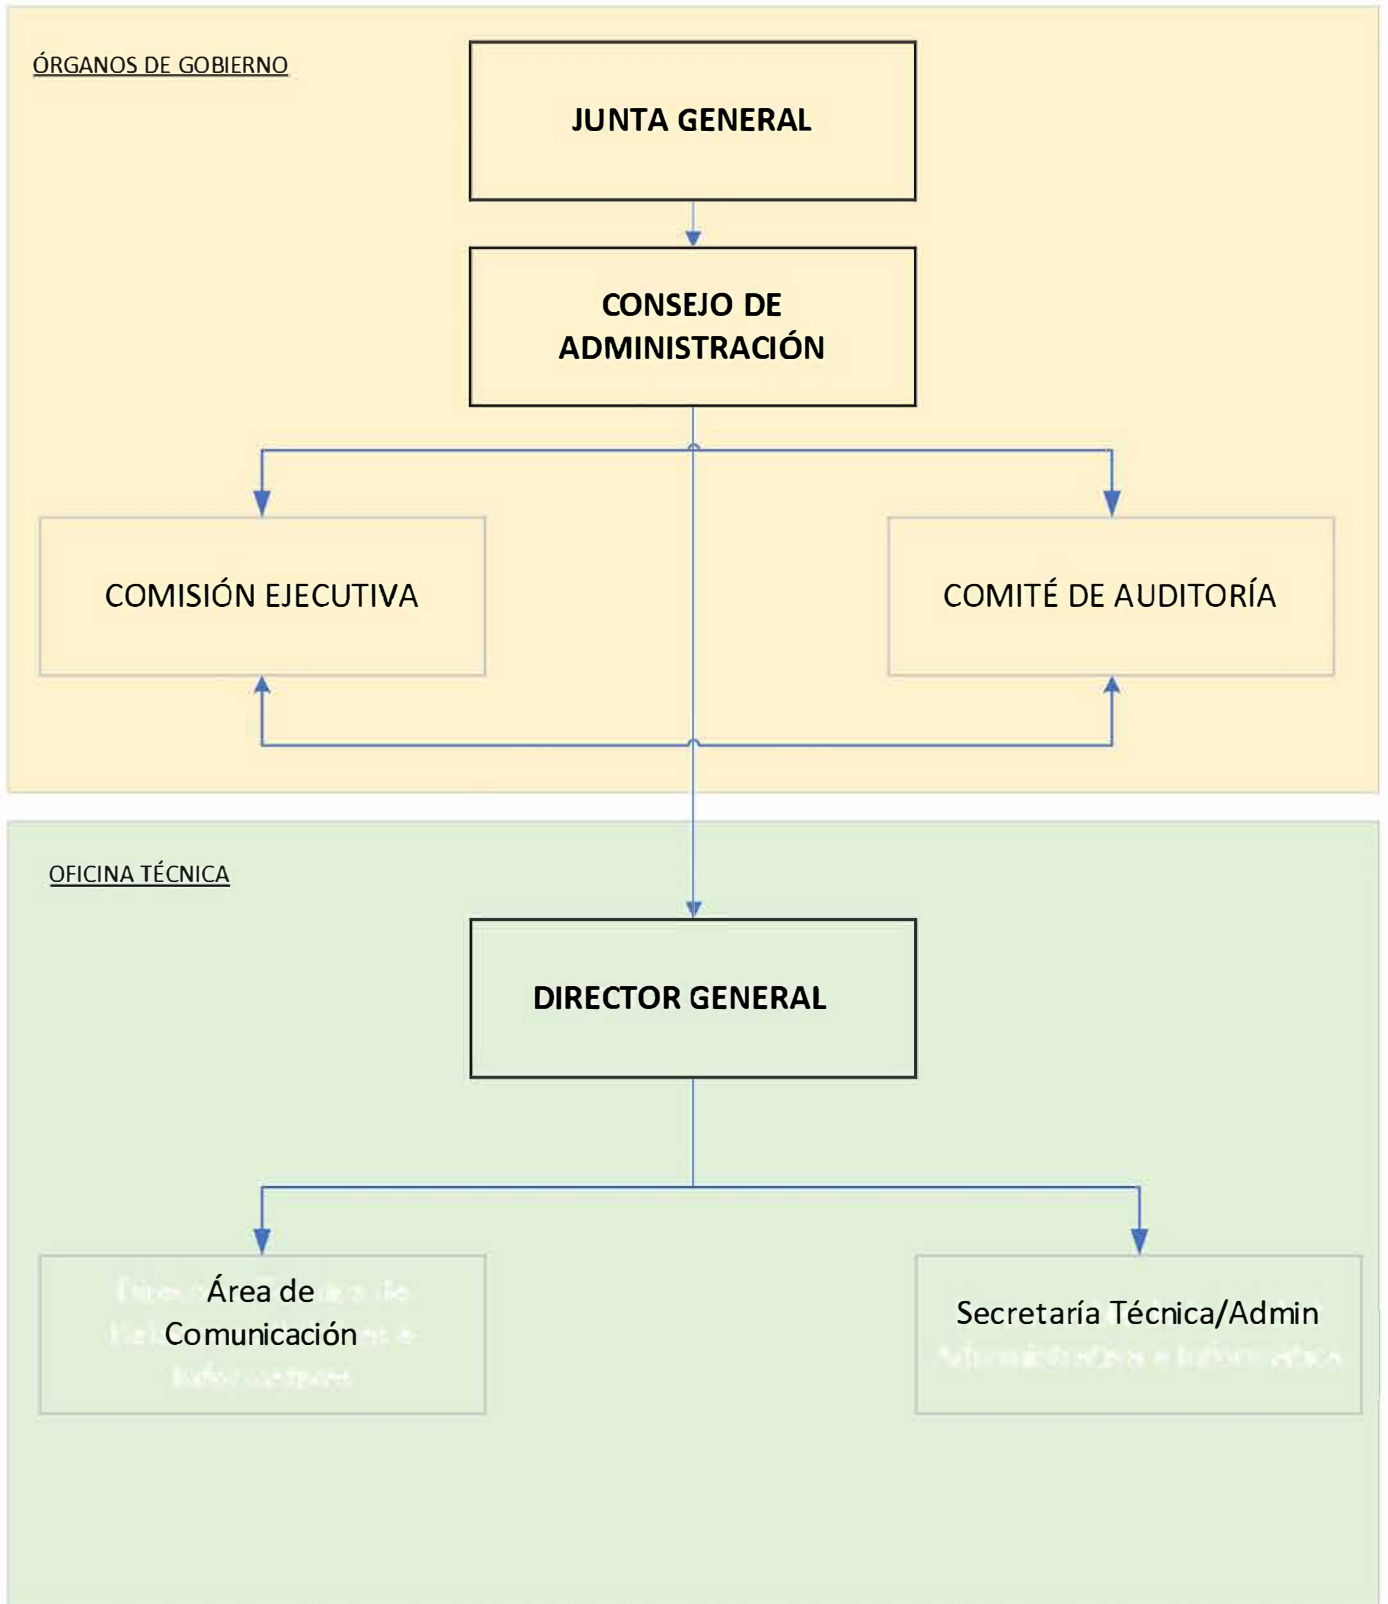 ÓRGANOS DE GOBIERNO
JUNTA GENERAL
CONSEJO DE
ADMINISTRACIÓN
COMISIÓN EJECUTIVA
COMITÉ DE AUDITORÍA
OFICINA TÉCNICA
DIRECTOR GENERAL
Área de
Comunicación
Secretaría Técnica/Admin